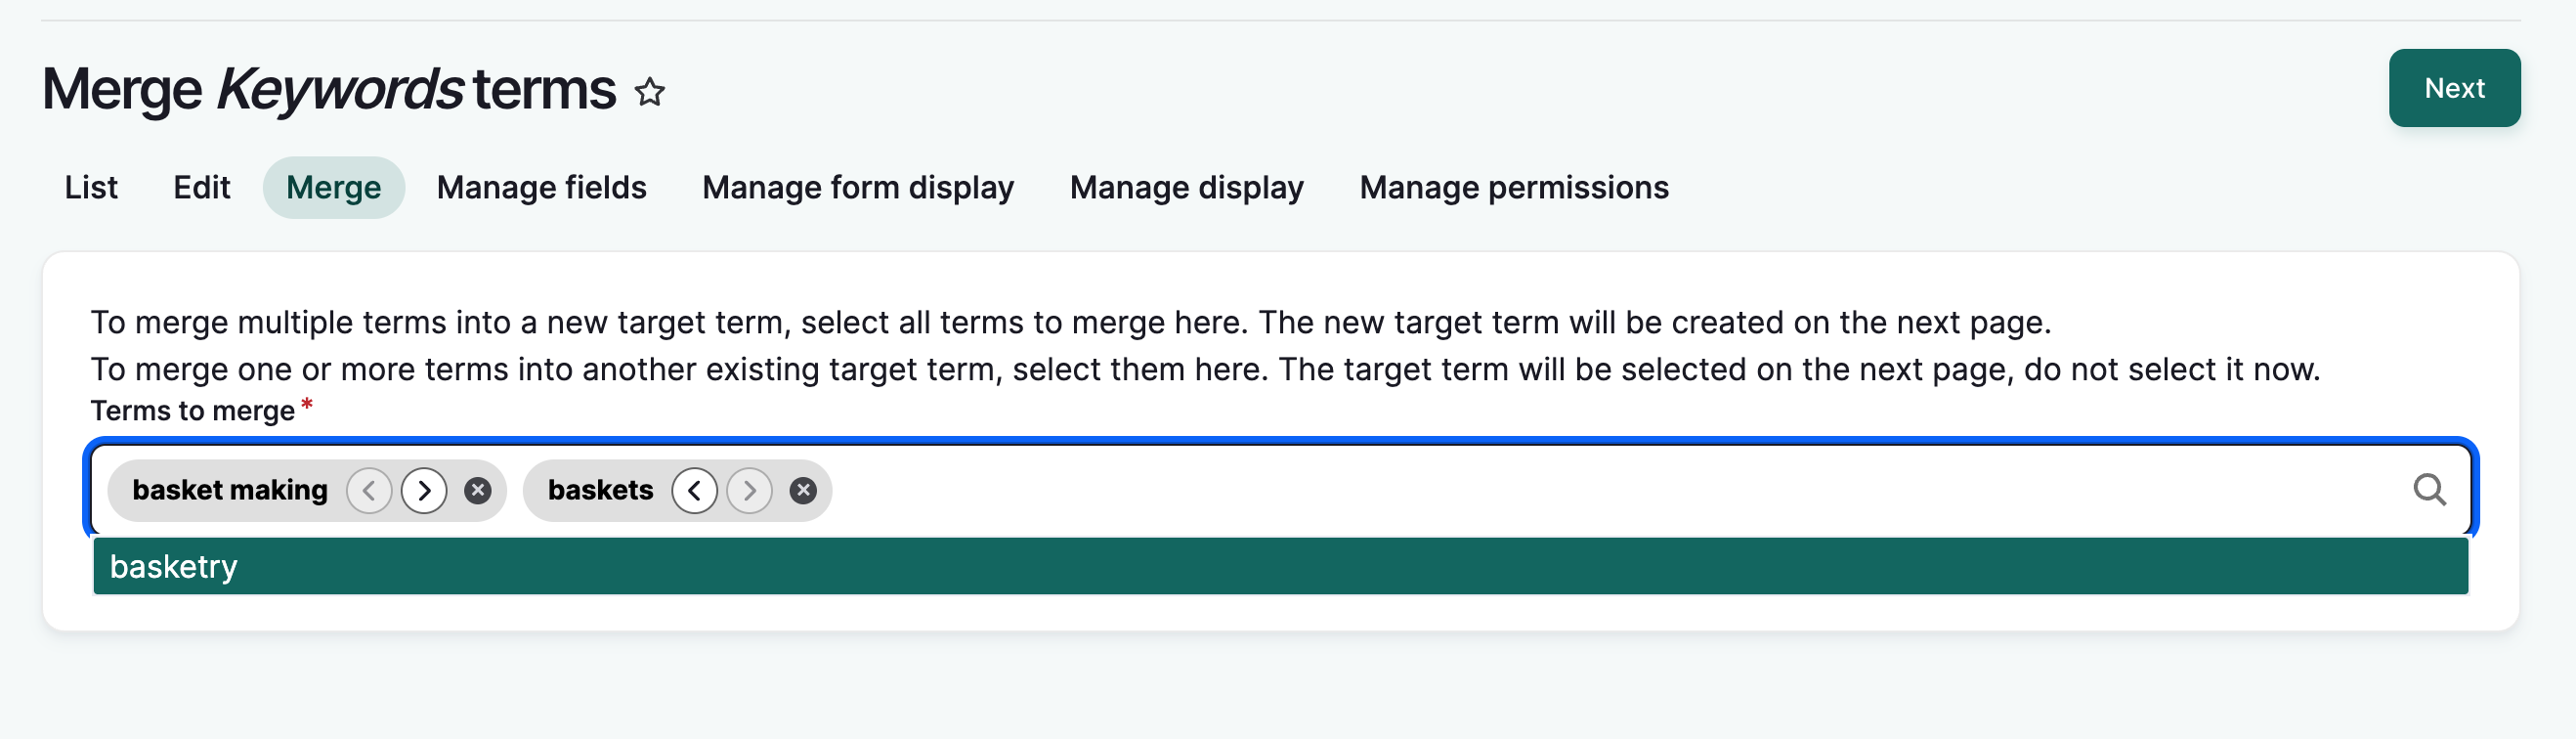 Merge Keywords terms
Next
List Edit Merge Manage fields Manage form display Manage display Manage permissions
To merge multiple terms into a new target term, select all terms to merge here. The new target term will be created on the next page.
To merge one or more terms into another existing target term, select them here. The target term will be selected on the next page, do not select it now.
Terms to merge*
basket making baskets
basketry